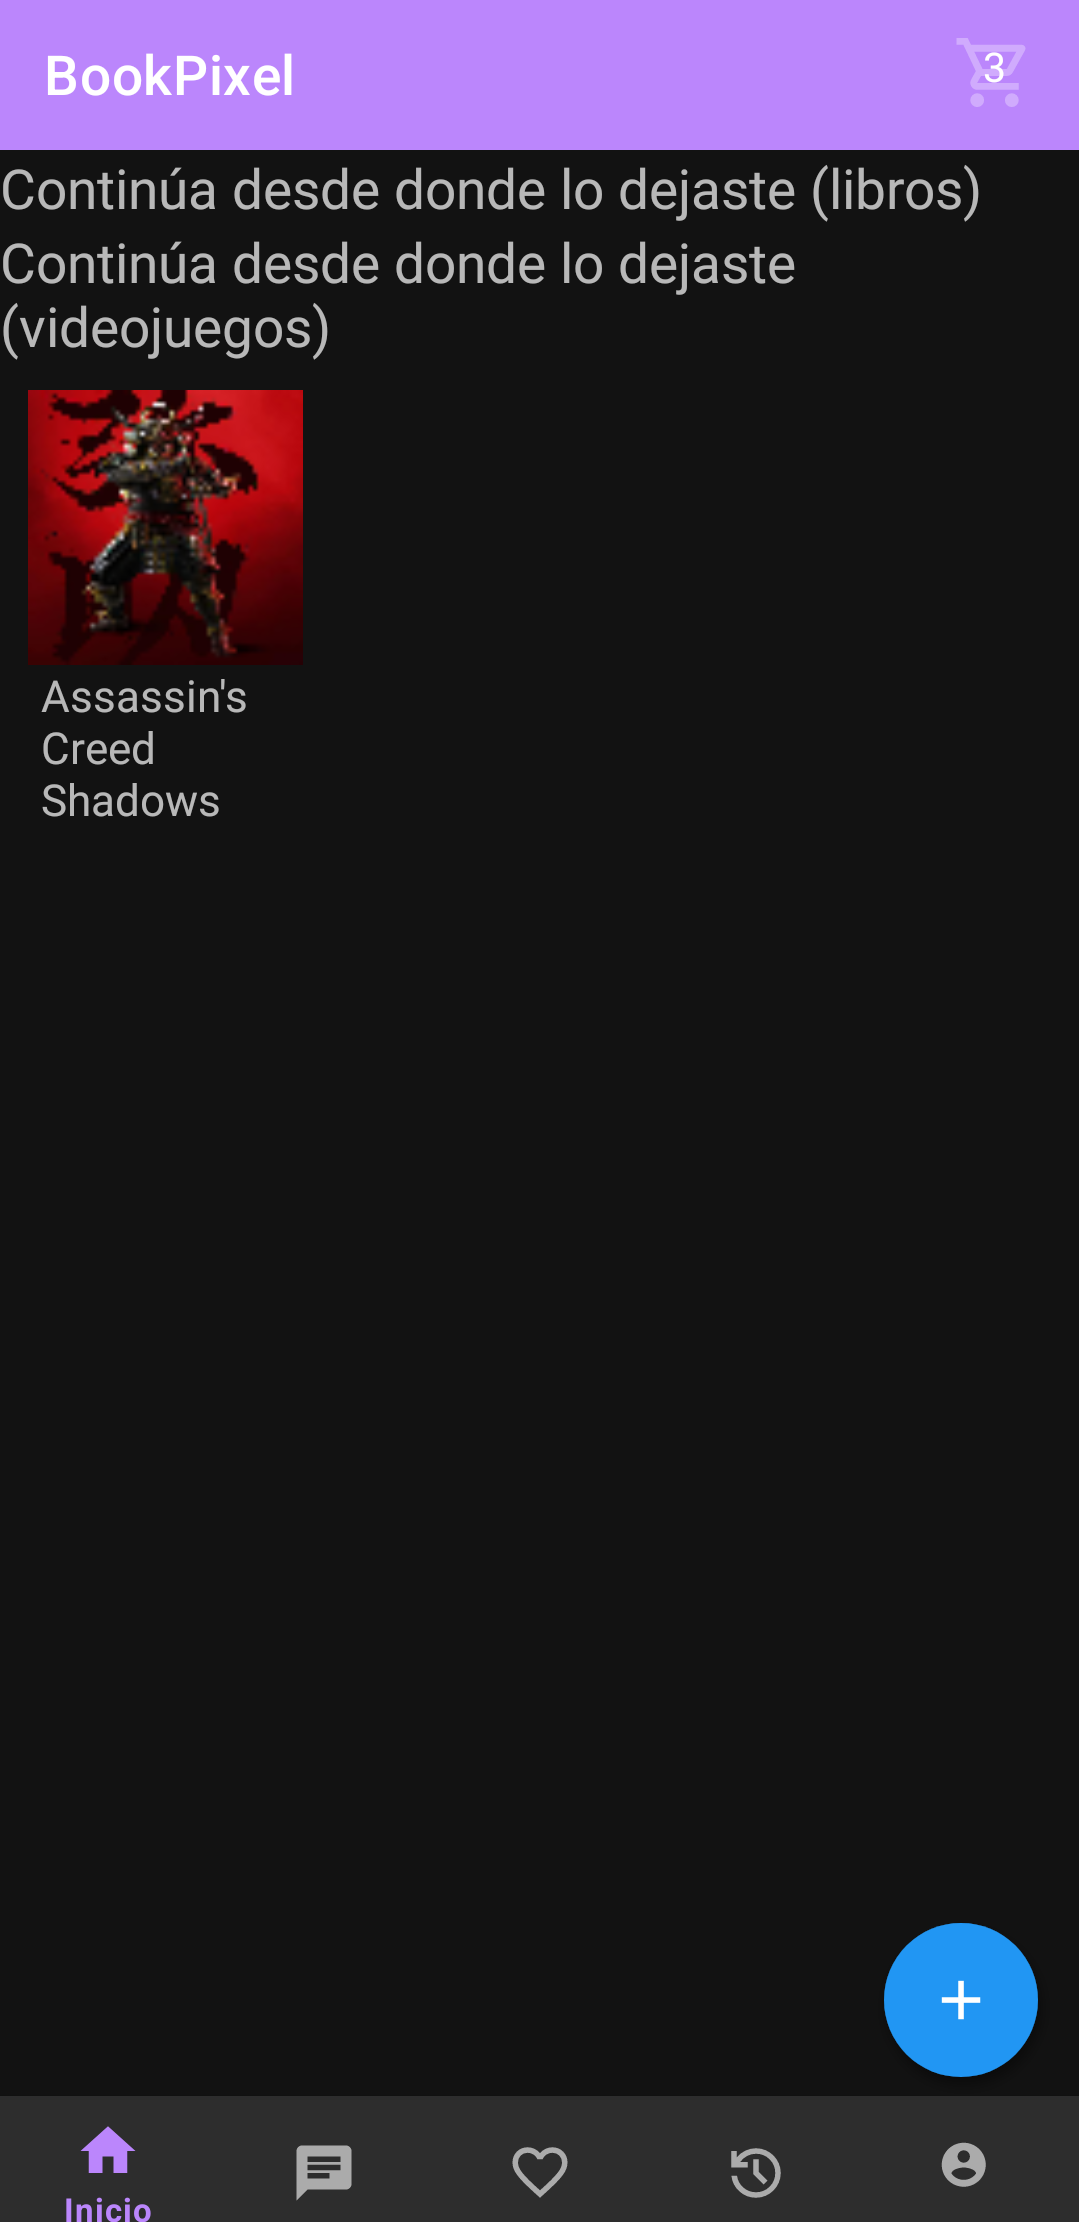 BookPixel
3
Continúa desde donde lo dejaste (libros)
Continúa desde donde lo dejaste
(videojuegos)
Assassin's
Creed
Shadows
Inicio